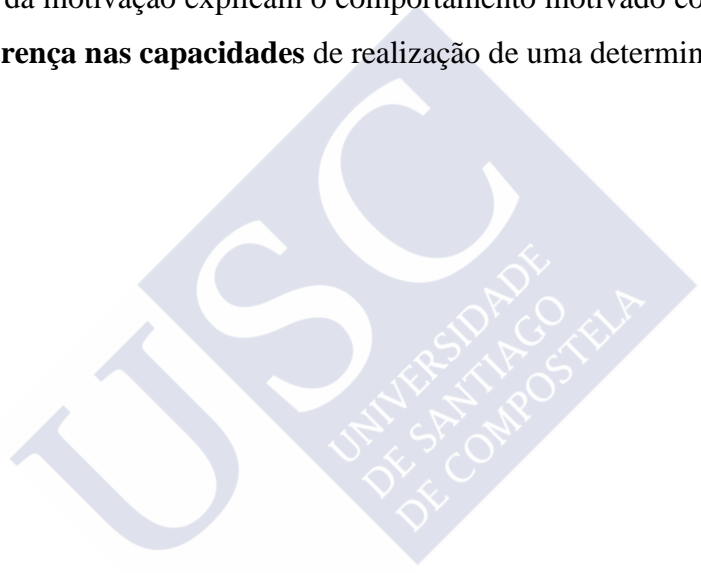 da motivação explicam o comportamento motivado co
rença nas capacidades de realização de uma determin
USC
UNIVERSIDADE
DE SANTIAGO
DE COMPOSTELA